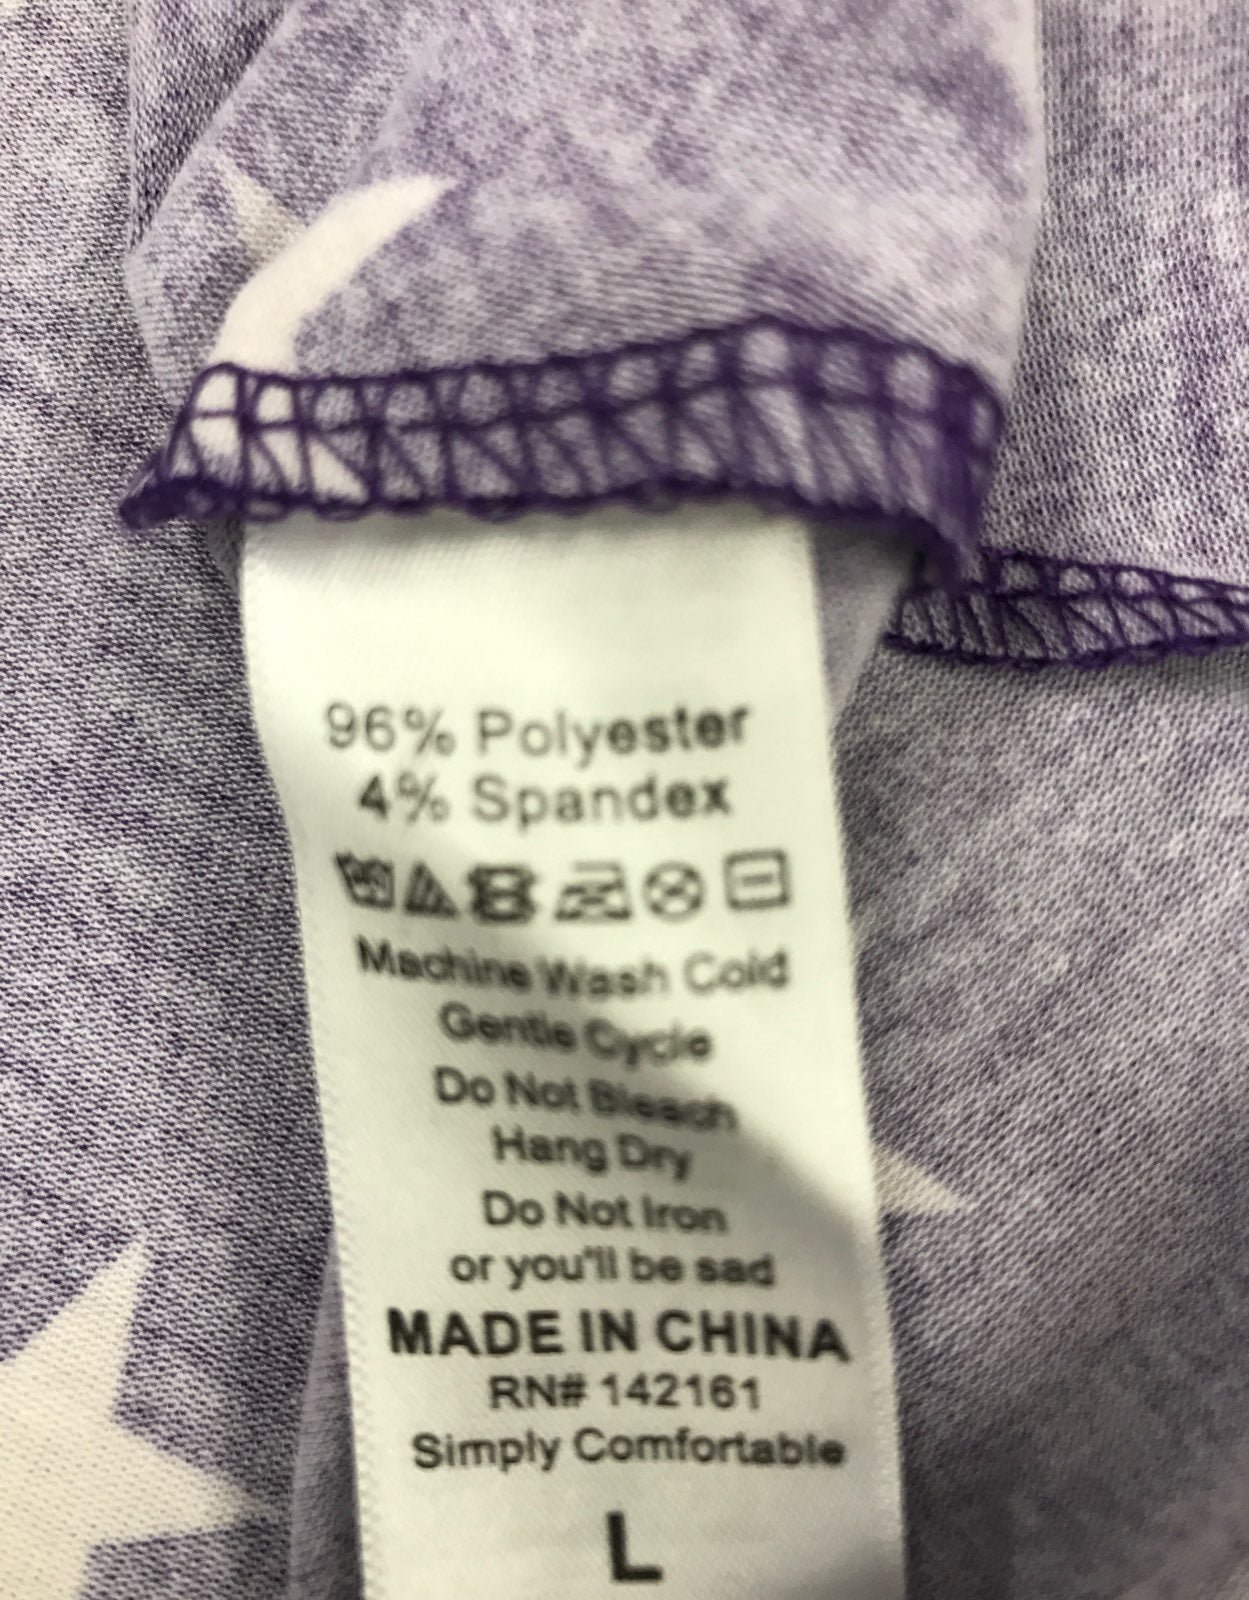 96% Polyester
4% Spandex
Machine Wash Cold
Gentle Cycle
Do Not Bleach
Hang Dry
Do Not Iron
or you'll be sad
MADE IN CHINA
RN# 142161
Simply Comfortable
L